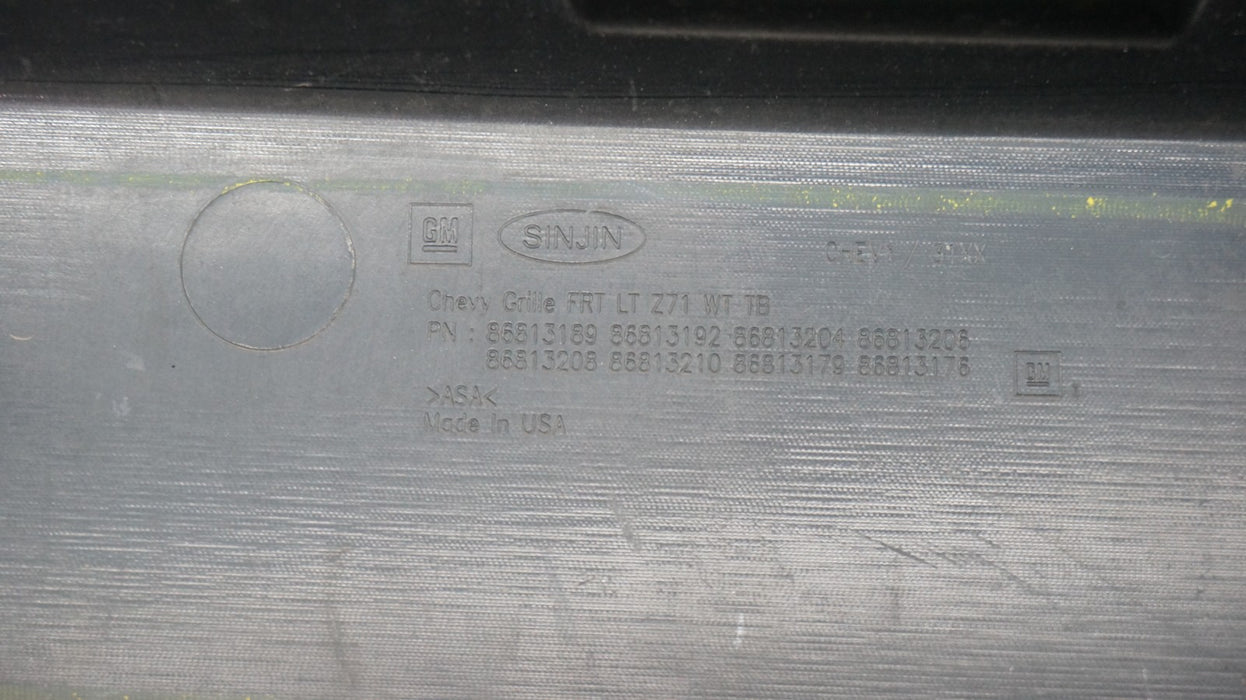 GM SINJIN
Chevy Grille FRT LT Z71 WT TB
PN : 86813189 86813192 86813204 86813206
86813208 86813210 86813179 86813176
GM
>ASA<
Made In USA